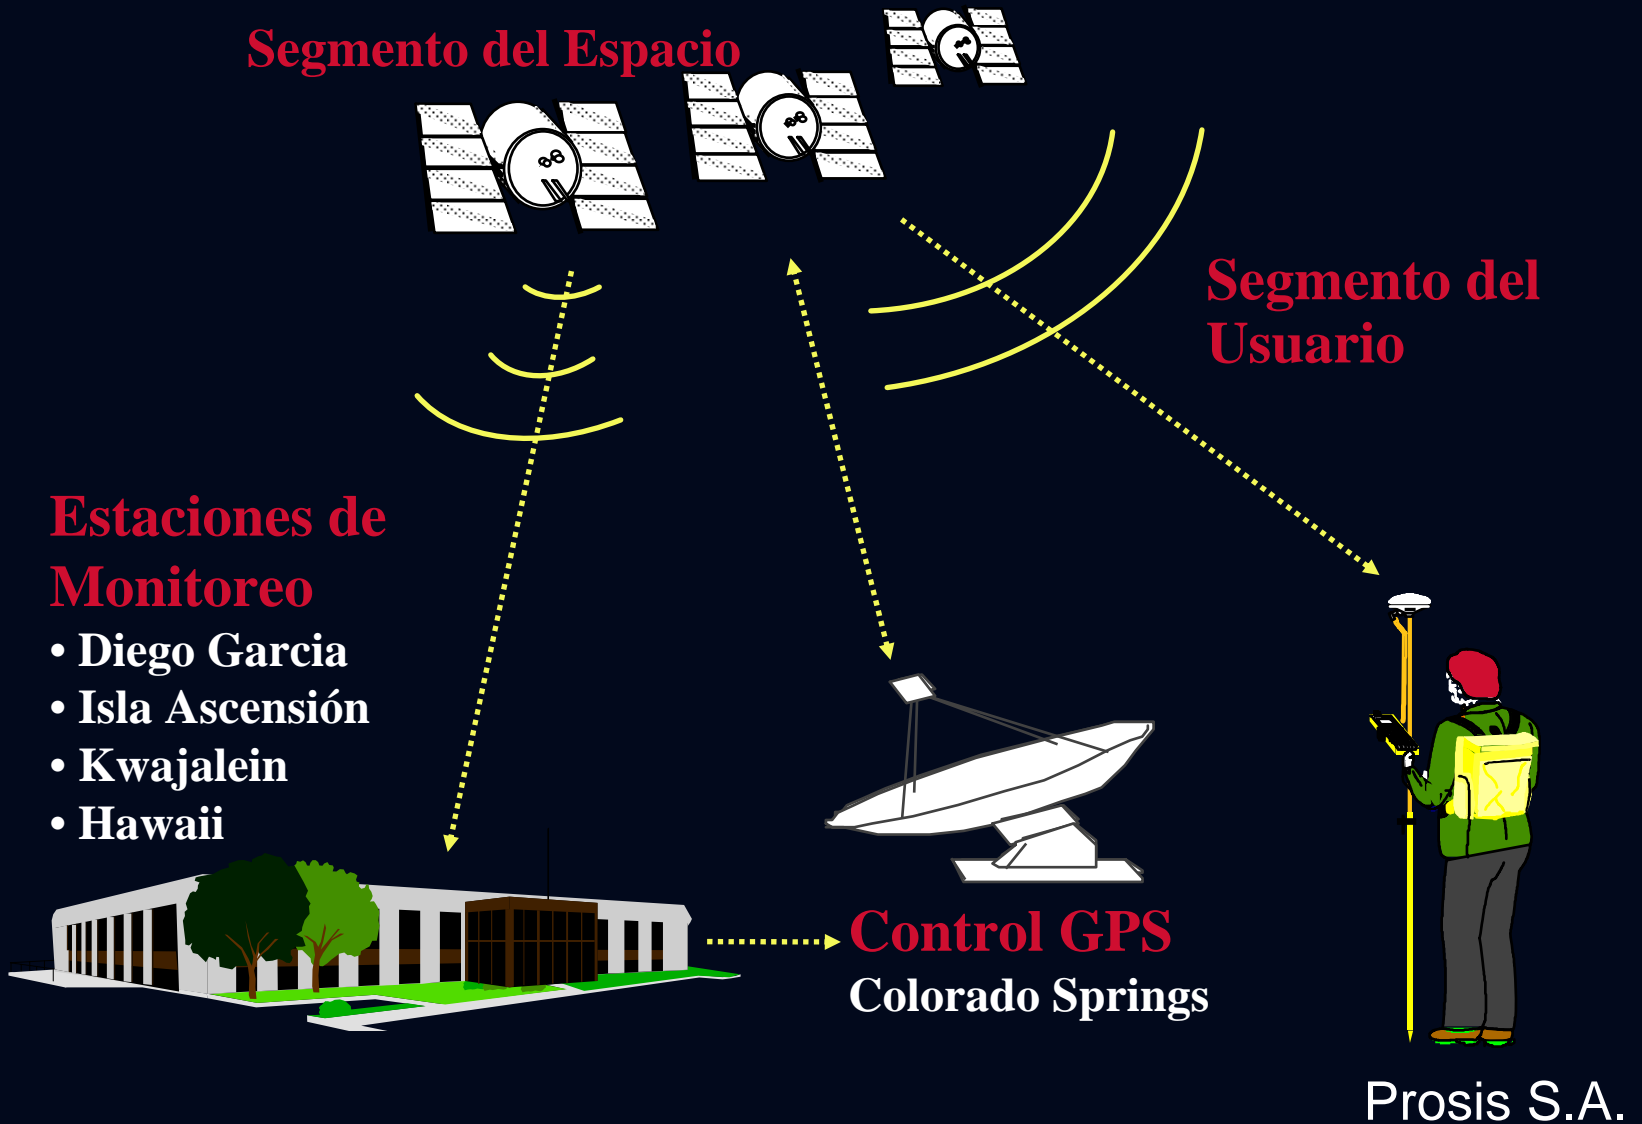 Segmento del Espacio
Segmento del
Usuario
Estaciones de
Monitoreo
• Diego Garcia
• Isla Ascensión
• Kwajalein
• Hawaii
Control GPS
Colorado Springs
Prosis S.A.